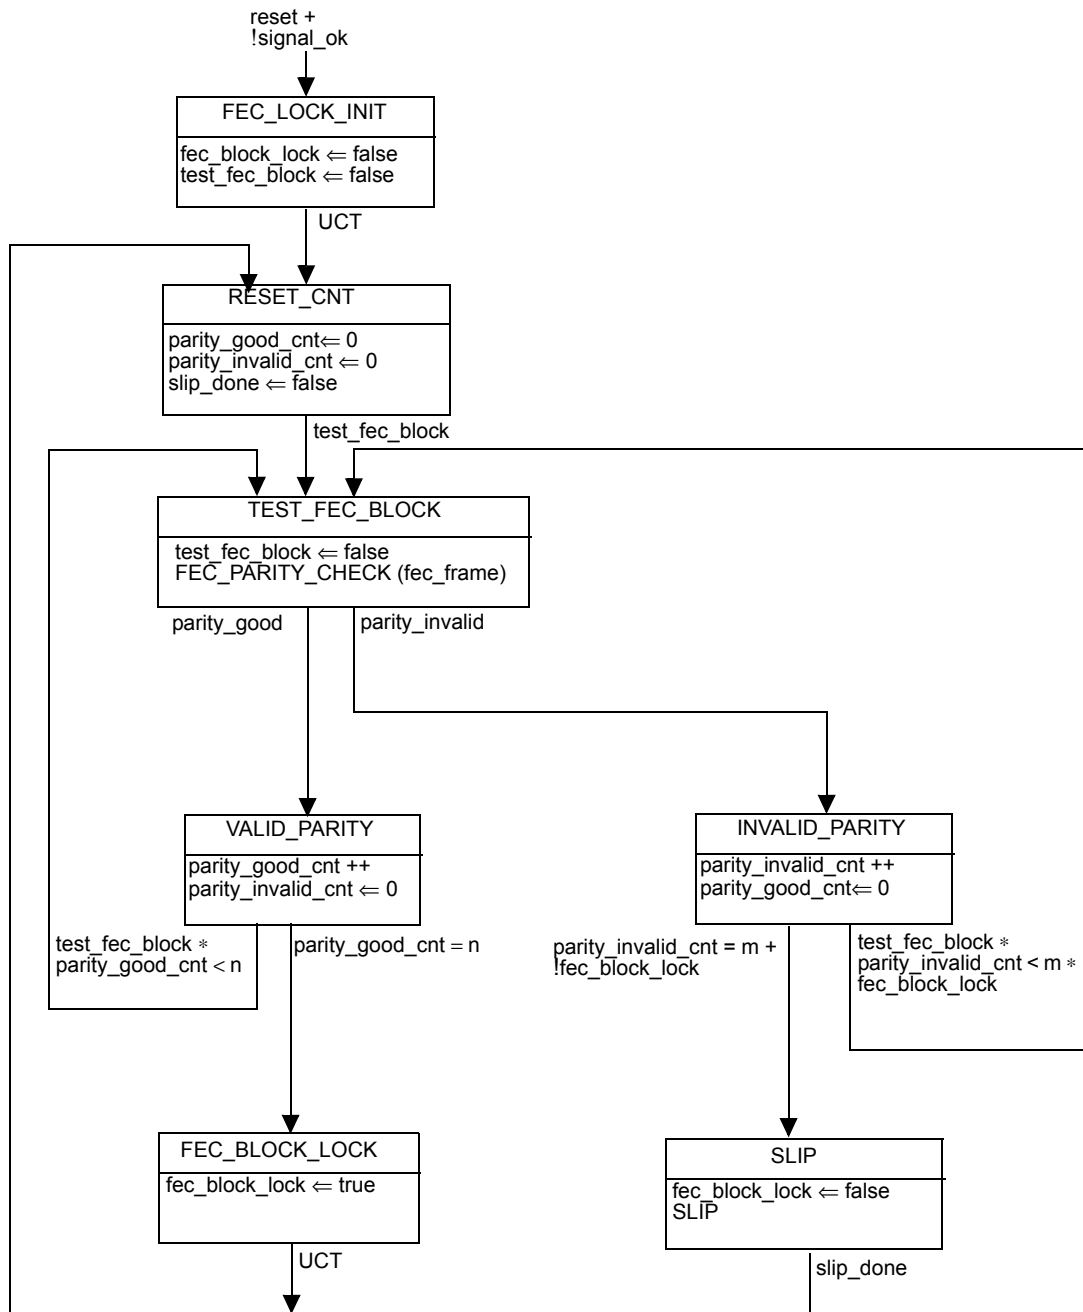 reset +
!signal_ok
FEC_LOCK_INIT
fec_block_lock ⇐ false
test_fec_block ⇐ false
UCT
RESET_CNT
parity_good_cnt⇐ 0
parity_invalid_cnt ⇐ 0
slip_done ⇐ false
test_fec_block
TEST_FEC_BLOCK
test_fec_block ⇐ false
FEC_PARITY_CHECK (fec_frame)
parity_good
parity_invalid
VALID_PARITY
parity_good_cnt ++
parity_invalid_cnt ⇐ 0
INVALID_PARITY
parity_invalid_cnt ++
parity_good_cnt⇐ 0
test_fec_block *
parity_good_cnt < n
parity_good_cnt = n
parity_invalid_cnt = m +
!fec_block_lock
test_fec_block *
parity_invalid_cnt < m *
fec_block_lock
FEC_BLOCK_LOCK
fec_block_lock ⇐ true
SLIP
fec_block_lock ⇐ false
SLIP
UCT
slip_done